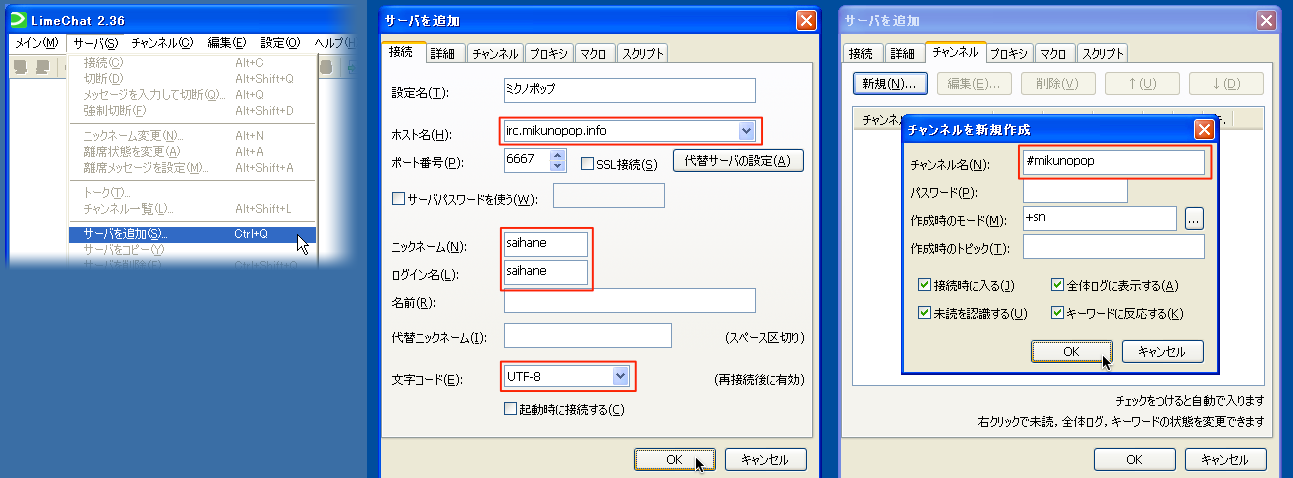 LimeChat 2.36
メイン(M) サーバ(S) チャンネル(C) 編集(E) 設定(O) ヘルプ(H
接続(C) Alt+C
切断(D) Alt+Shift+Q
メッセージを入力して切断(Q)... Alt+Q
強制切断(F) Alt+Shift+D
ニックネーム変更(N)... Alt+N
離席状態を変更(A) Alt+A
離席メッセージを設定(M)... Alt+Shift+A
トーク(T)...
チャンネル一覧(L)... Alt+Shift+L
サーバを追加(S)... Ctrl+Q
サーバをコピー(Y)
サーバを削除(E) Ctrl+Shift+Q
サーバを追加
接続 詳細 チャンネル プロキシ マクロ スクリプト
設定名(T): ミクノポップ
ホスト名(H): irc.mikunopop.info
ポート番号(P): 6667 SSL接続(S) 代替サーバの設定(A)
サーバパスワードを使う(W):
ニックネーム(N): saihane
ログイン名(L): saihane
名前(R):
代替ニックネーム(I): (スペース区切り)
文字コード(E): UTF-8 (再接続後に有効)
起動時に接続する(C)
OK キャンセル
サーバを追加
接続 詳細 チャンネル プロキシ マクロ スクリプト
新規(N)... 編集(E)... 削除(V) ↑(U) ↓(D)
チャンネル
チャンネルを新規作成
チャンネル名(N): #mikunopop
パスワード(P):
作成時のモード(M): +sn ...
作成時のトピック(T):
接続時に入る(J) 全体ログに表示する(A)
未読を認識する(U) キーワードに反応する(K)
OK キャンセル
チェックをつけると自動で入ります
右クリックで未読, 全体ログ, キーワードの状態を変更できます
OK キャンセル